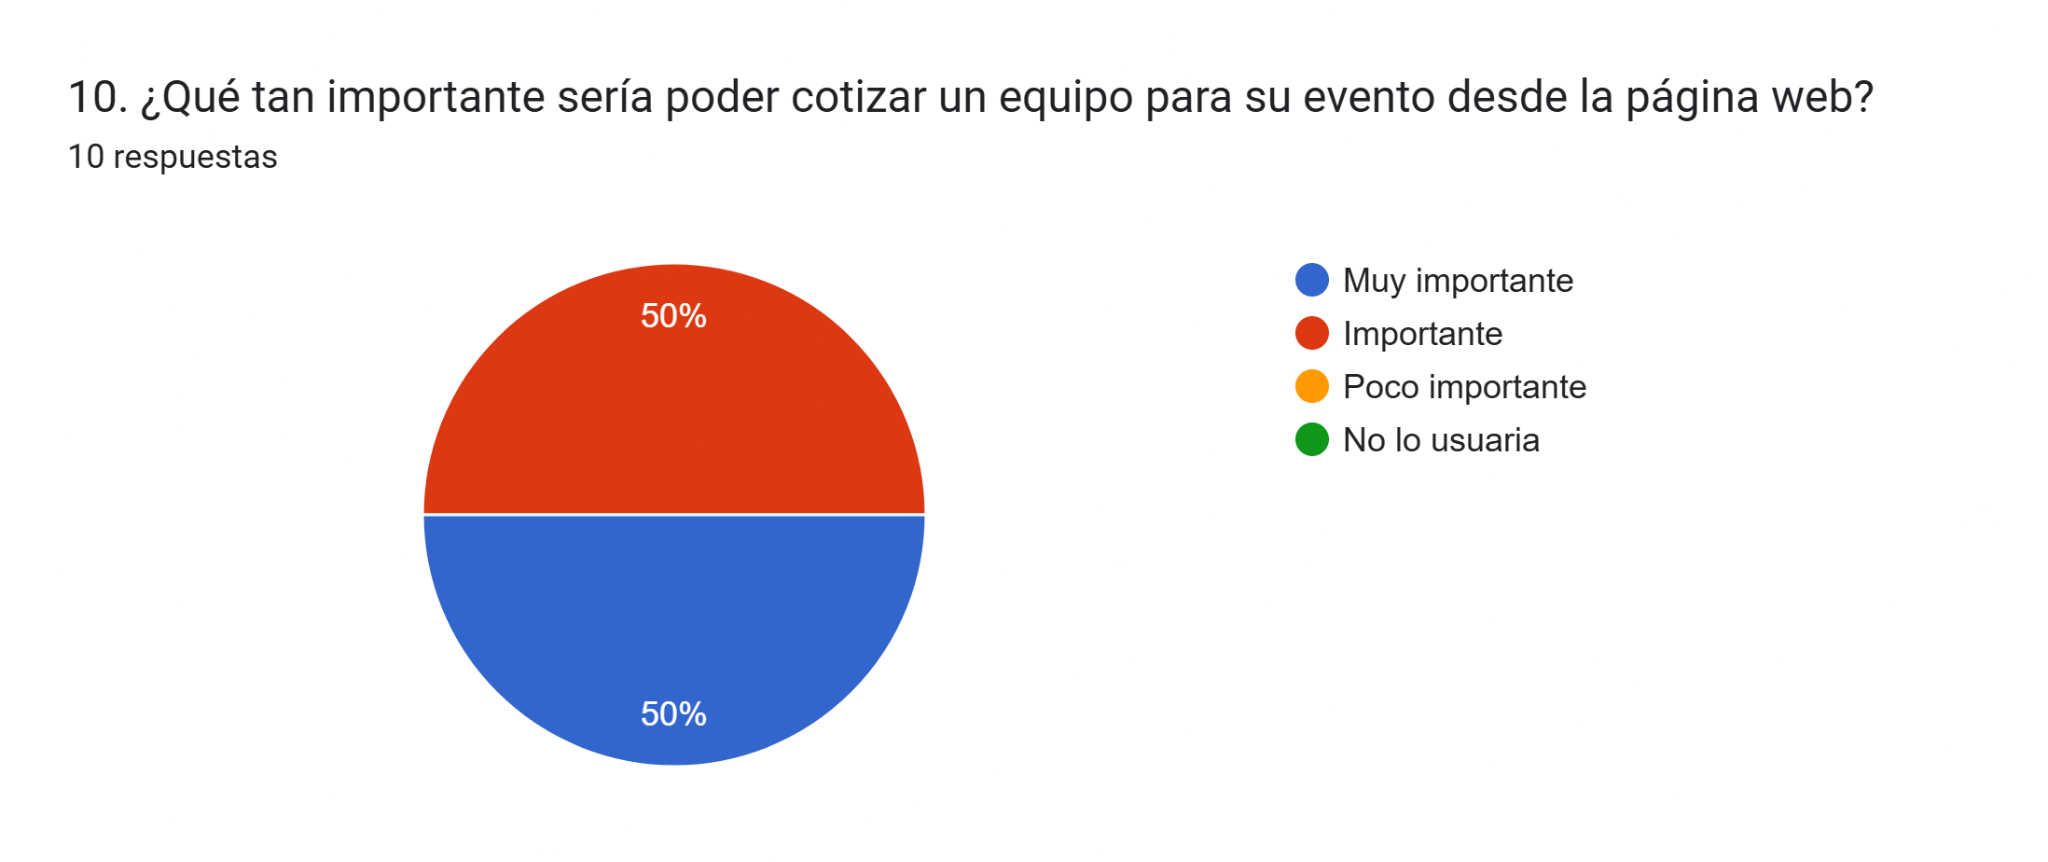 10. ¿Qué tan importante sería poder cotizar un equipo para su evento desde la página web?
10 respuestas
50%
50%
Muy importante
Importante
Poco importante
No lo usuaria